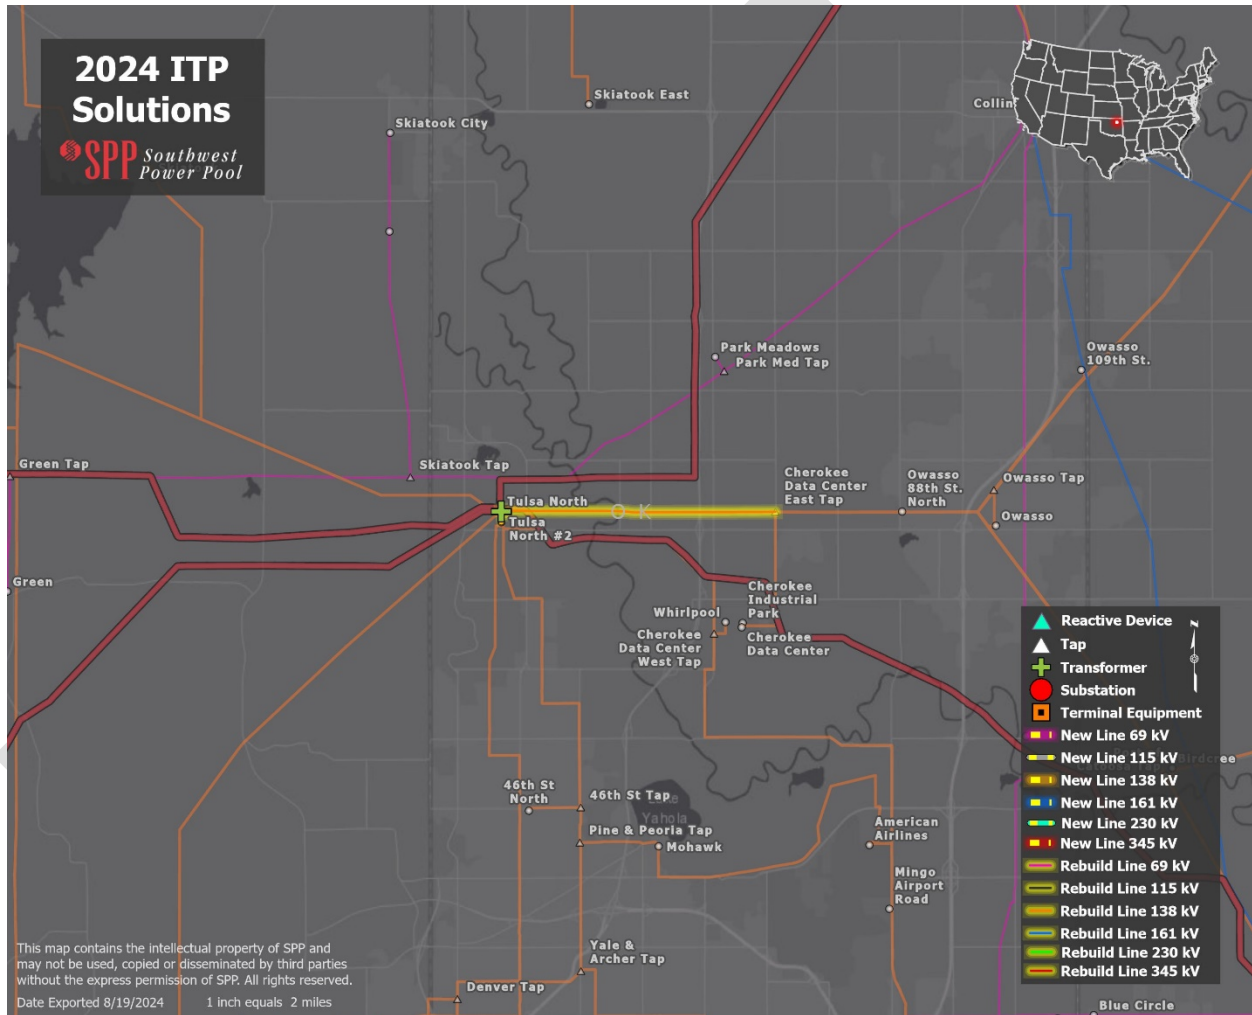 2024 ITP
Solutions
SPP Southwest
Power Pool
Skiatook East
Skiatook City
Collin
Park Meadows
Park Med Tap
Owasso
109th St.
Green Tap
Skiatook Tap
Cherokee
Data Center
East Tap
Owasso
88th St.
North
Owasso Tap
Tulsa North
O K
Tulsa
North #2
Owasso
Green
Cherokee
Industrial
Park
Whirlpool
Cherokee
Data Center
West Tap
Cherokee
Data Center
N
Reactive Device
Tap
Transformer
Substation
Terminal Equipment
New Line 69 kV
New Line 115 kV
New Line 138 kV
New Line 161 kV
New Line 230 kV
New Line 345 kV
Rebuild Line 69 kV
Rebuild Line 115 kV
Rebuild Line 138 kV
Rebuild Line 161 kV
Rebuild Line 230 kV
Rebuild Line 345 kV
Birdcree
46th St
North
46th St Tap
Lake
Yahola
Pine & Peoria Tap
Mohawk
American
Airlines
Mingo
Airport
Road
Yale &
Archer Tap
Denver Tap
Blue Circle
This map contains the intellectual property of SPP and
may not be used, copied or disseminated by third parties
without the express permission of SPP. All rights reserved.
Date Exported 8/19/2024 1 inch equals 2 miles